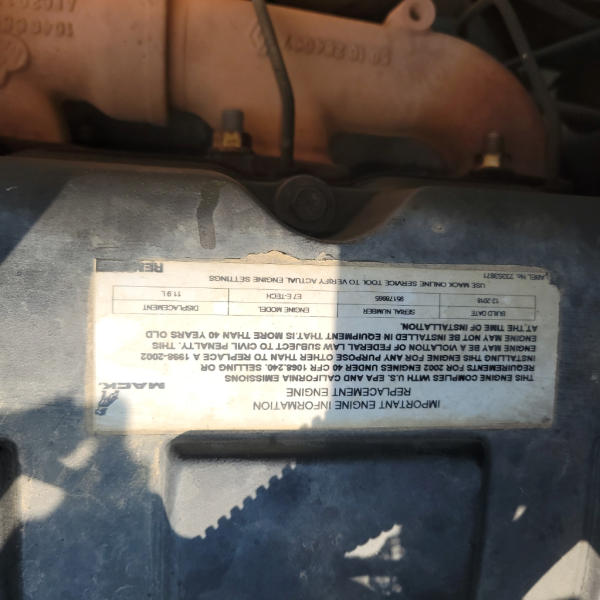 IMPORTANT ENGINE INFORMATION
REPLACEMENT ENGINE
MACK
THIS ENGINE COMPLIES WITH U.S. EPA AND CALIFORNIA EMISSIONS
REQUIREMENTS FOR 2002 ENGINES UNDER 40 CFR 1068.240. SELLING OR
INSTALLING THIS ENGINE FOR ANY PURPOSE OTHER THAN TO REPLACE A 1998-2002
ENGINE MAY BE A VIOLATION OF FEDERAL LAW SUBJECT TO CIVIL PENALTY. THIS
ENGINE MAY NOT BE INSTALLED IN EQUIPMENT THAT IS MORE THAN 40 YEARS OLD
AT THE TIME OF INSTALLATION.
BUILD DATE SERIAL NUMBER ENGINE MODEL DISPLACEMENT
12-2018 95178665 E7 E-TECH 11.9 L
USE MACK ONLINE SERVICE TOOL TO VERIFY ACTUAL ENGINE SETTINGS